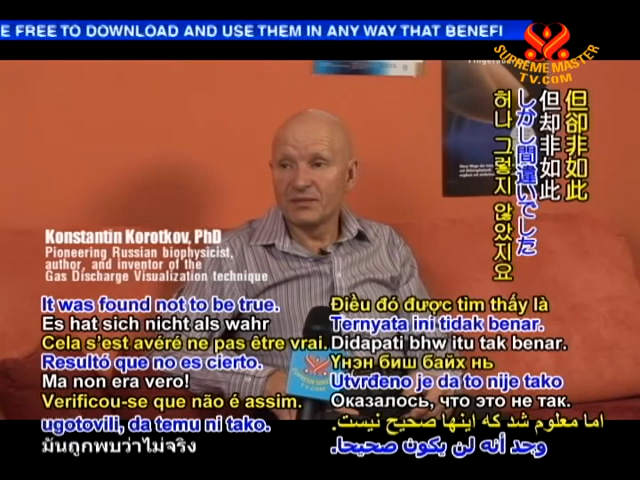 E FREE TO DOWNLOAD AND USE THEM IN ANY WAY THAT BENEFI
SUPREME MASTER
TV.COM
但卻非如此
但却非如此
しかし間違いでした
허나 그렇지 않았지요
Konstantin Korotkov, PhD
Pioneering Russian biophysicist,
author, and inventor of the
Gas Discharge Visualization technique
It was found not to be true.
Es hat sich nicht als wahr
Cela s'est avéré ne pas être vrai.
Resultó que no es cierto.
Ma non era vero!
Verificou-se que não é assim.
ugotovili, da temu ni tako.
มันถูกพบว่าไม่จริง
Điều đó được tìm thấy là
Ternyata ini tidak benar.
Didapati bhw itu tak benar.
Үнэн биш байх нь
Utvrđeno je da to nije tako
Оказалось, что это не так.
اما معلوم شد که اینها صحیح نیست.
وجد أنه لن يكون صحيحا.
SUPREME MASTER
TV.COM